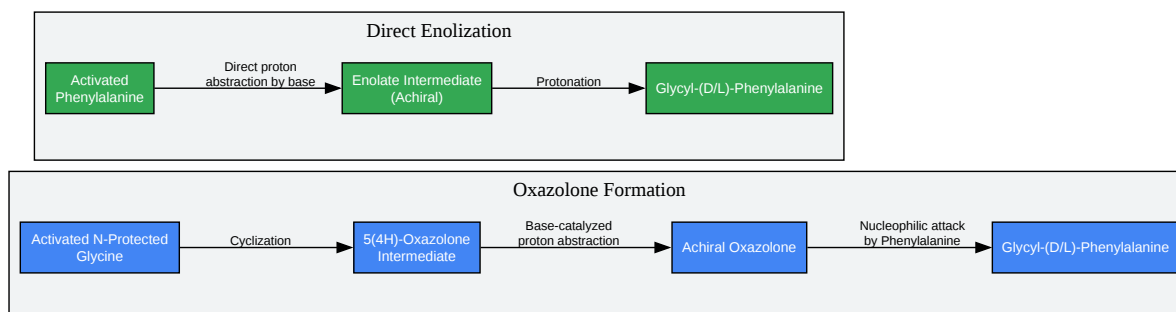 Direct Enolization
Activated
Phenylalanine
Direct proton
abstraction by base
Enolate Intermediate
(Achiral)
Protonation
Glycyl-(D/L)-Phenylalanine
Oxazolone Formation
Activated N-Protected
Glycine
Cyclization
5(4H)-Oxazolone
Intermediate
Base-catalyzed
proton abstraction
Achiral Oxazolone
Nucleophilic attack
by Phenylalanine
Glycyl-(D/L)-Phenylalanine